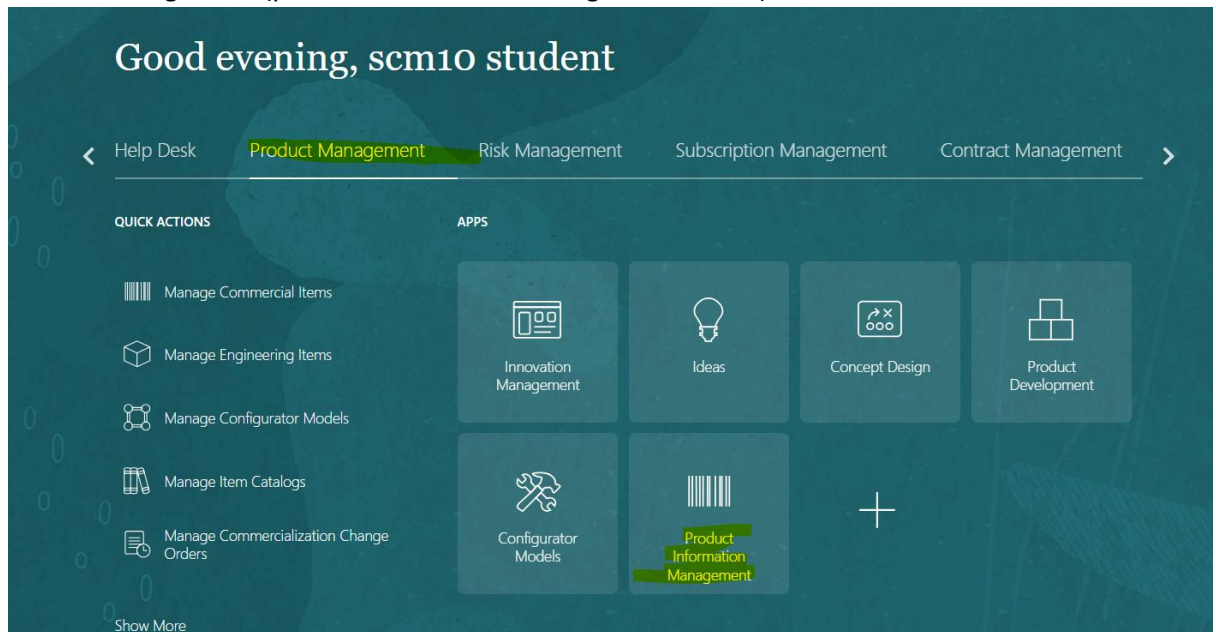 Good evening, scm10 student
Help Desk Product Management Risk Management Subscription Management Contract Management
QUICK ACTIONS
Manage Commercial Items
Manage Engineering Items
Manage Configurator Models
Manage Item Catalogs
Manage Commercialization Change
Orders
Show More
APPS
Innovation
Management
Ideas
Concept Design
Product
Development
Configurator
Models
Product
Information
Management